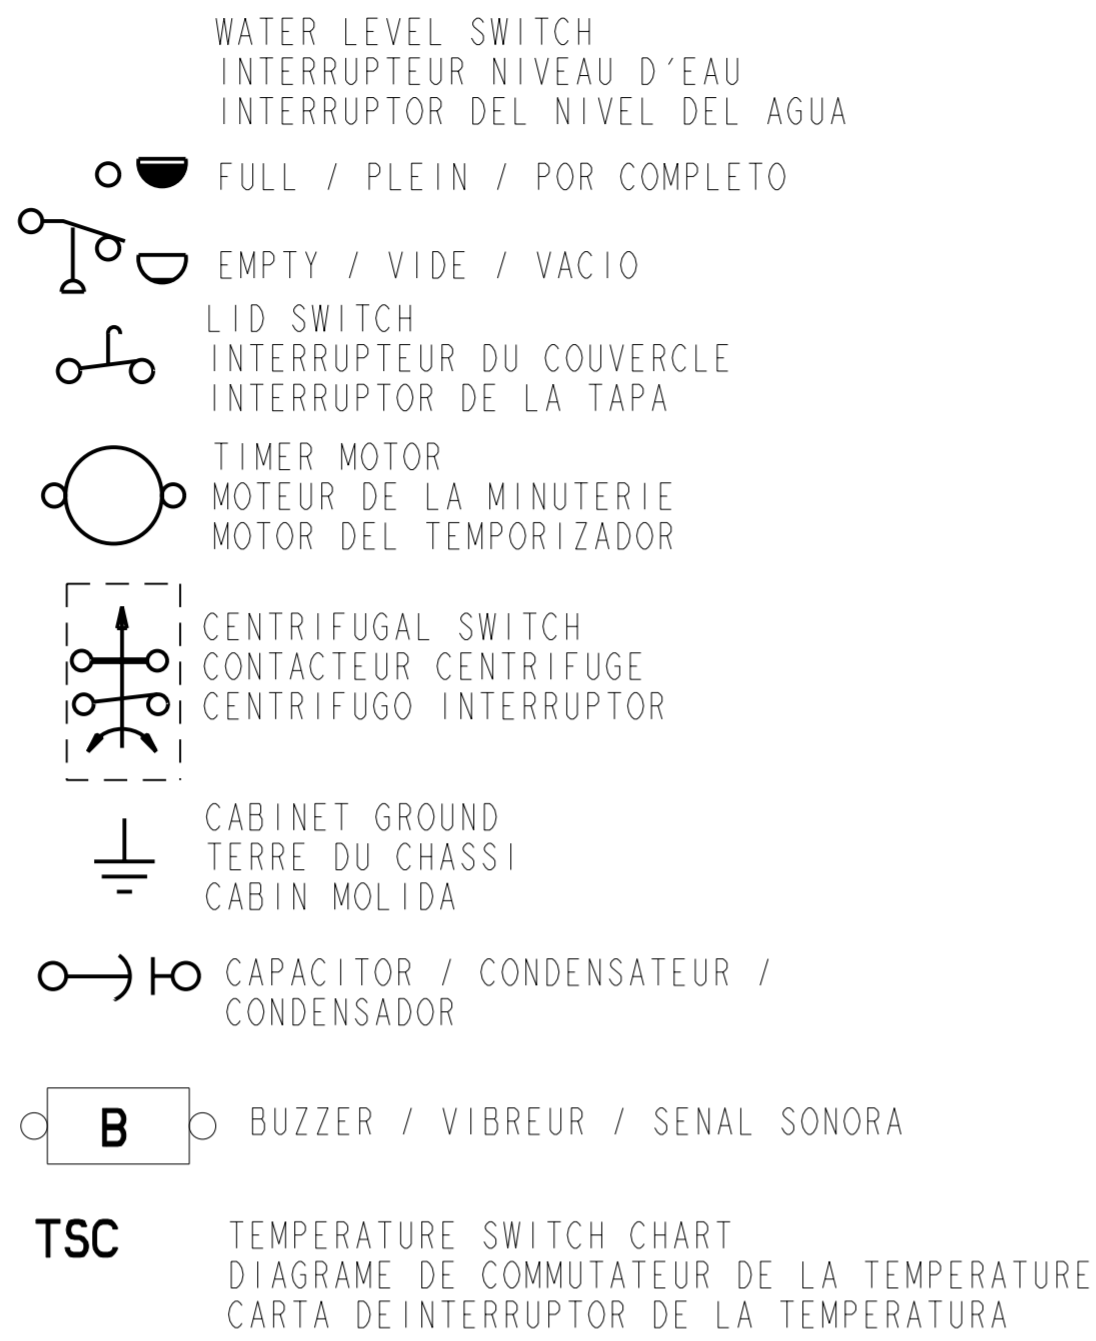 WATER LEVEL SWITCH
INTERRUPTEUR NIVEAU D'EAU
INTERRUPTOR DEL NIVEL DEL AGUA
FULL / PLEIN / POR COMPLETO
EMPTY / VIDE / VACIO
LID SWITCH
INTERRUPTEUR DU COUVERCLE
INTERRUPTOR DE LA TAPA
TIMER MOTOR
MOTEUR DE LA MINUTERIE
MOTOR DEL TEMPORIZADOR
CENTRIFUGAL SWITCH
CONTACTEUR CENTRIFUGE
CENTRIFUGO INTERRUPTOR
CABINET GROUND
TERRE DU CHASSI
CABIN MOLIDA
CAPACITOR / CONDENSATEUR /
CONDENSADOR
B BUZZER / VIBREUR / SENAL SONORA
TSC TEMPERATURE SWITCH CHART
DIAGRAME DE COMMUTATEUR DE LA TEMPERATURE
CARTA DEINTERRUPTOR DE LA TEMPERATURA